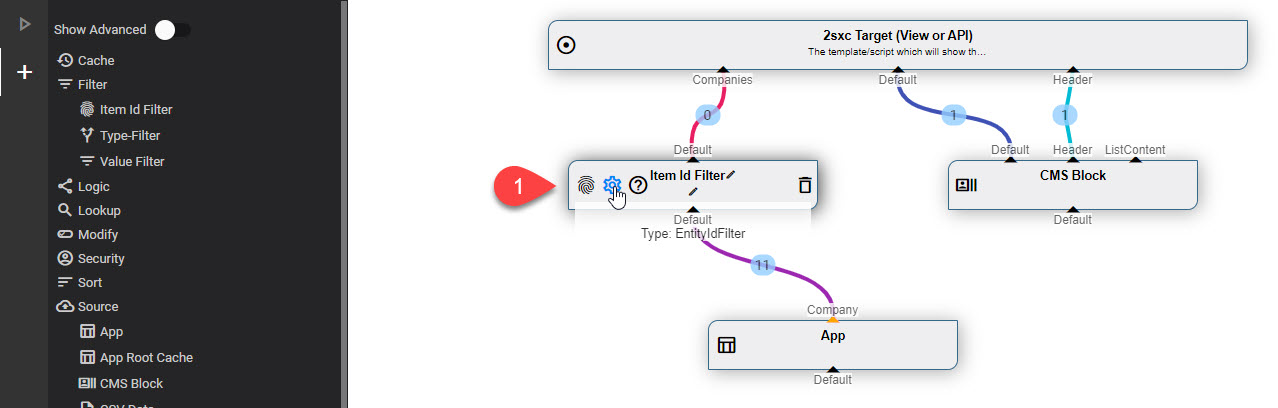 Show Advanced
Cache
Filter
Item Id Filter
Type-Filter
Value Filter
Logic
Lookup
Modify
Security
Sort
Source
App
App Root Cache
CMS Block
CSV Data
2sxc Target (View or API)
The template/script which will show th...
Companies
Default
Header
0
1
1
Default
Default
Header
ListContent
1
Item Id Filter
CMS Block
Default
Type: EntityIdFilter
Default
11
Company
App
Default